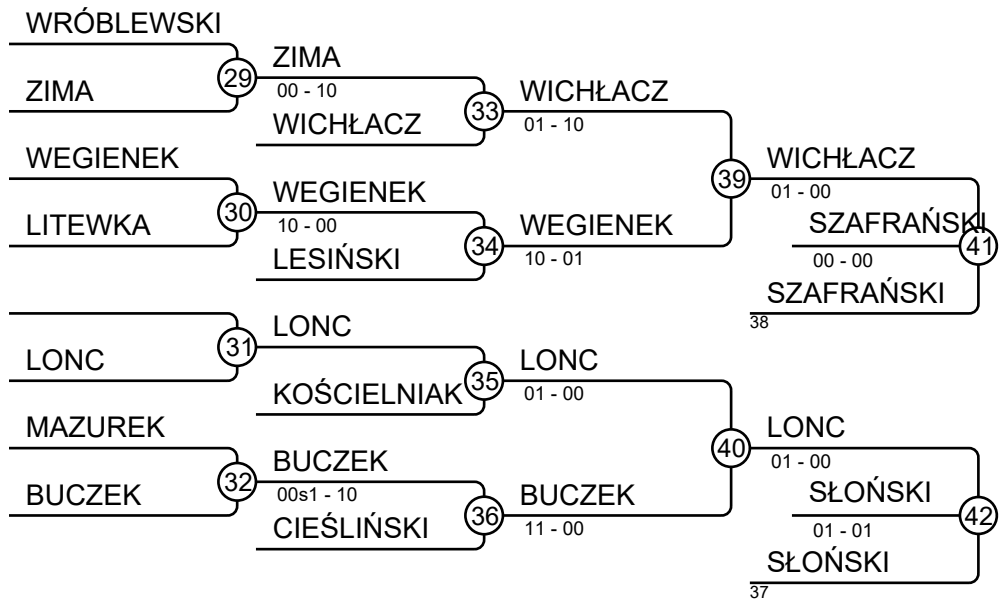 WRÓBLEWSKI
ZIMA
29
ZIMA
00 - 10
33
WICHŁACZ
01 - 10
WICHŁACZ
WEGIENEK
39
WICHŁACZ
01 - 00
WEGIENEK
LITEWKA
30
10 - 00
34
WEGIENEK
10 - 01
SZAFRAŃSKI
00 - 00
41
LESIŃSKI
SZAFRAŃSKI
38
LONC
31
LONC
LONC
01 - 00
35
KOŚCIELNIAK
MAZUREK
40
LONC
01 - 00
BUCZEK
32
BUCZEK
00s1 - 10
36
BUCZEK
11 - 00
SŁOŃSKI
01 - 01
42
CIEŚLIŃSKI
SŁOŃSKI
37